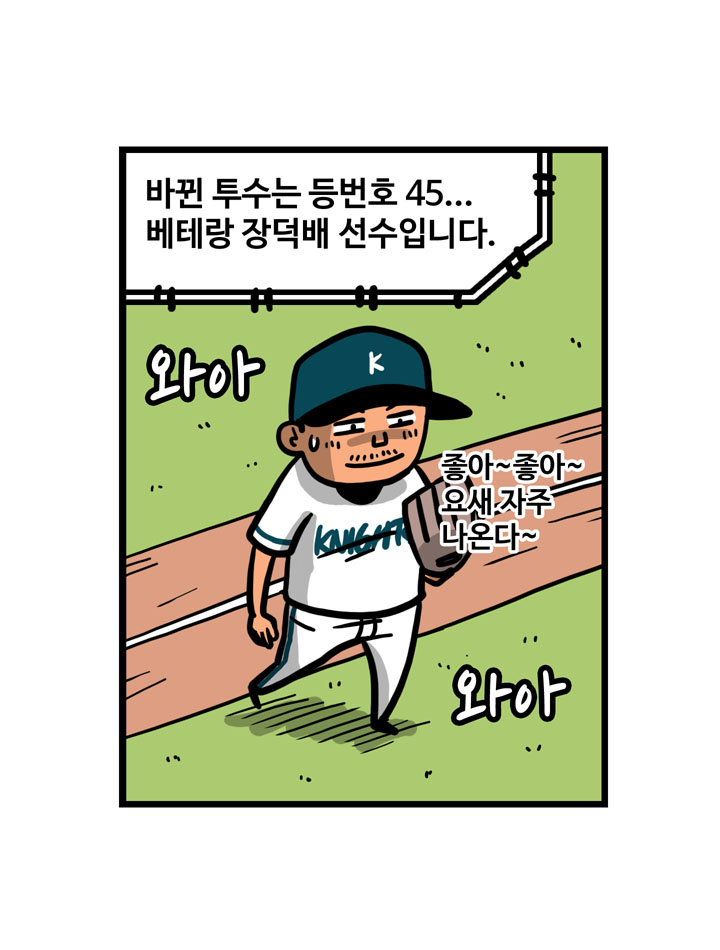 바뀐 투수는 등번호 45...
베테랑 장덕배 선수입니다.
K
와아
좋아~좋아~
요새.자주
나온다~
KNIGHT
와아